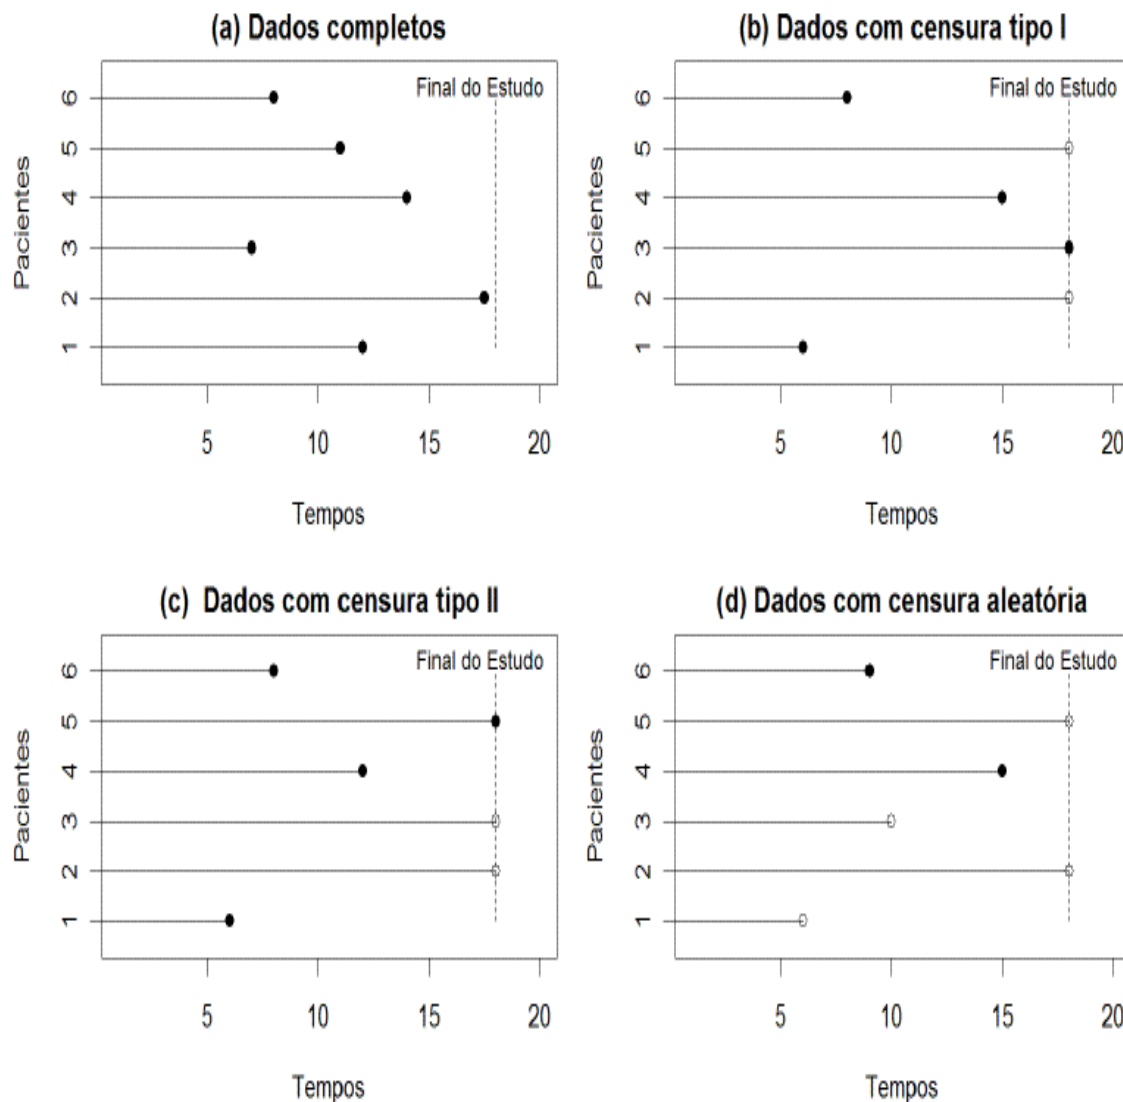 (a) Dados completos
Final do Estudo
Pacientes
6
5
4
3
2
1
5 10 15 20
Tempos
(b) Dados com censura tipo I
Final do Estudo
Pacientes
6
5
4
3
2
1
5 10 15 20
Tempos
(c) Dados com censura tipo II
Final do Estudo
Pacientes
6
5
4
3
2
1
5 10 15 20
Tempos
(d) Dados com censura aleatória
Final do Estudo
Pacientes
6
5
4
3
2
1
5 10 15 20
Tempos